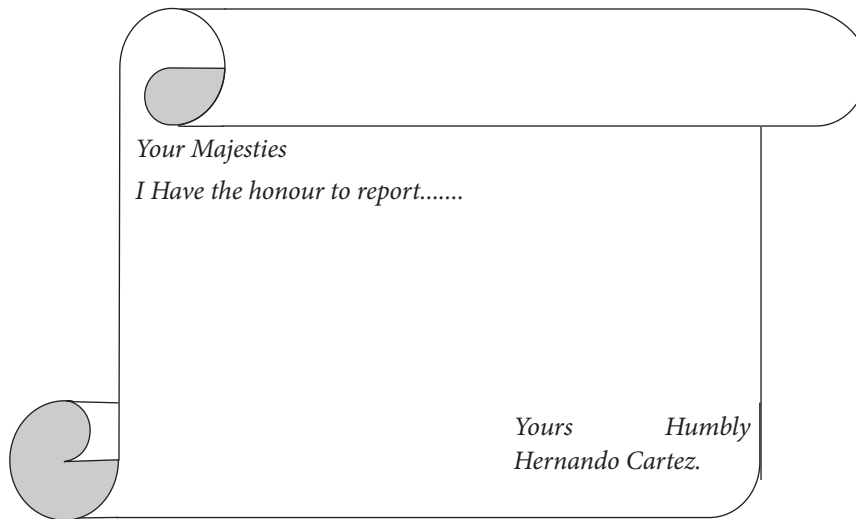 Your Majesties
I Have the honour to report.......
Yours Humbly
Hernando Cartez.